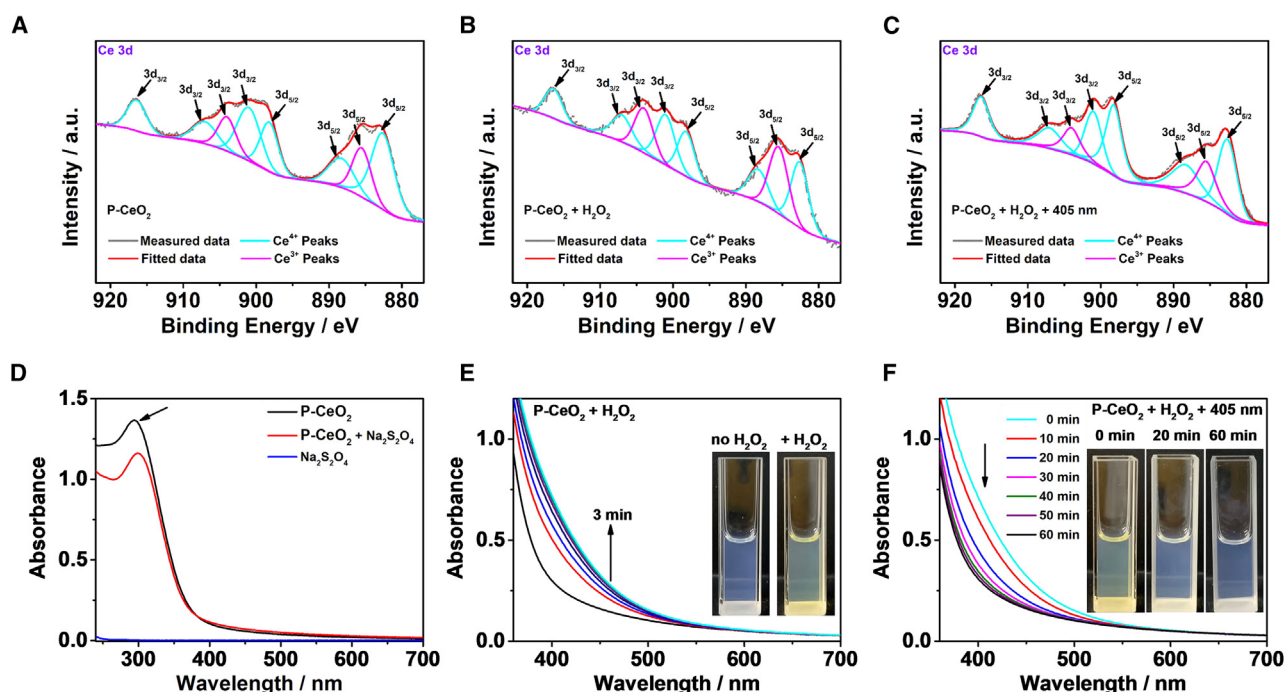 A
Ce 3d
3d3/2
3d3/2
3d3/2
3d3/2
3d5/2
3d5/2
3d5/2
3d5/2
P-CeO2
Measured data
Ce4+ Peaks
Fitted data
Ce3+ Peaks
Intensity / a.u.
920 910 900 890 880
Binding Energy / eV
B
Ce 3d
3d3/2
3d3/2
3d3/2
3d3/2
3d5/2
3d5/2
3d5/2
3d5/2
P-CeO2 + H2O2
Measured data
Ce4+ Peaks
Fitted data
Ce3+ Peaks
Intensity / a.u.
920 910 900 890 880
Binding Energy / eV
C
Ce 3d
3d3/2
3d3/2
3d3/2
3d3/2
3d5/2
3d5/2
3d5/2
3d5/2
P-CeO2 + H2O2 + 405 nm
Measured data
Ce4+ Peaks
Fitted data
Ce3+ Peaks
Intensity / a.u.
920 910 900 890 880
Binding Energy / eV
D
1.5
1.0
0.5
0.0
Absorbance
P-CeO2
P-CeO2 + Na2S2O4
Na2S2O4
300 400 500 600 700
Wavelength / nm
E
P-CeO2 + H2O2
no H2O2 + H2O2
3 min
1.0
0.5
0.0
Absorbance
400 500 600 700
Wavelength / nm
F
P-CeO2 + H2O2 + 405 nm
0 min 20 min 60 min
0 min
10 min
20 min
30 min
40 min
50 min
60 min
1.0
0.5
0.0
Absorbance
400 500 600 700
Wavelength / nm